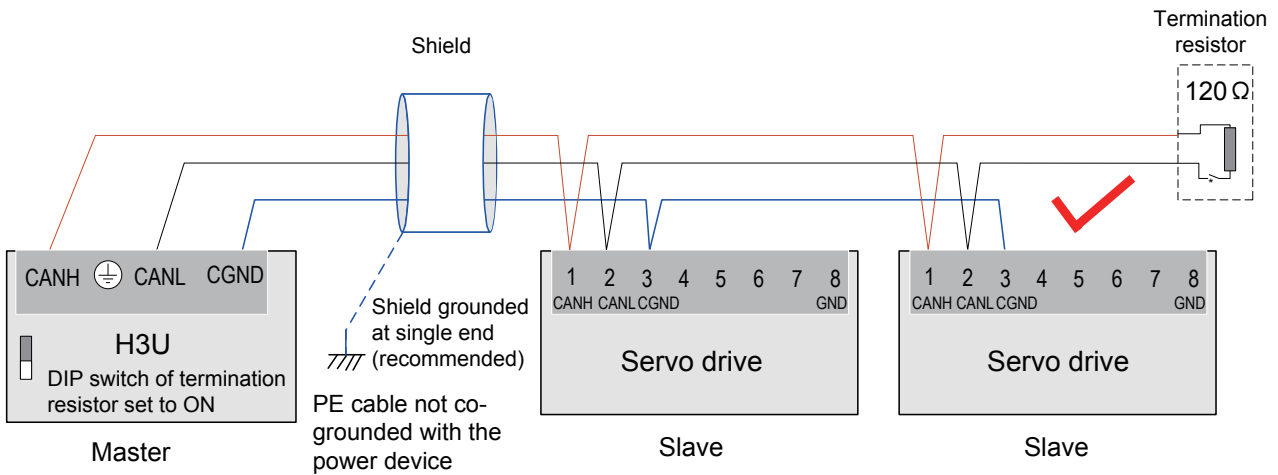 Termination
resistor
Shield
120 Ω
CANH CANL CGND
1 2 3 4 5 6 7 8
CANH CANL CGND GND
1 2 3 4 5 6 7 8
CANH CANL CGND GND
H3U
DIP switch of termination
resistor set to ON
Master
Shield grounded
at single end
(recommended)
PE cable not co-
grounded with the
power device
Servo drive
Slave
Servo drive
Slave